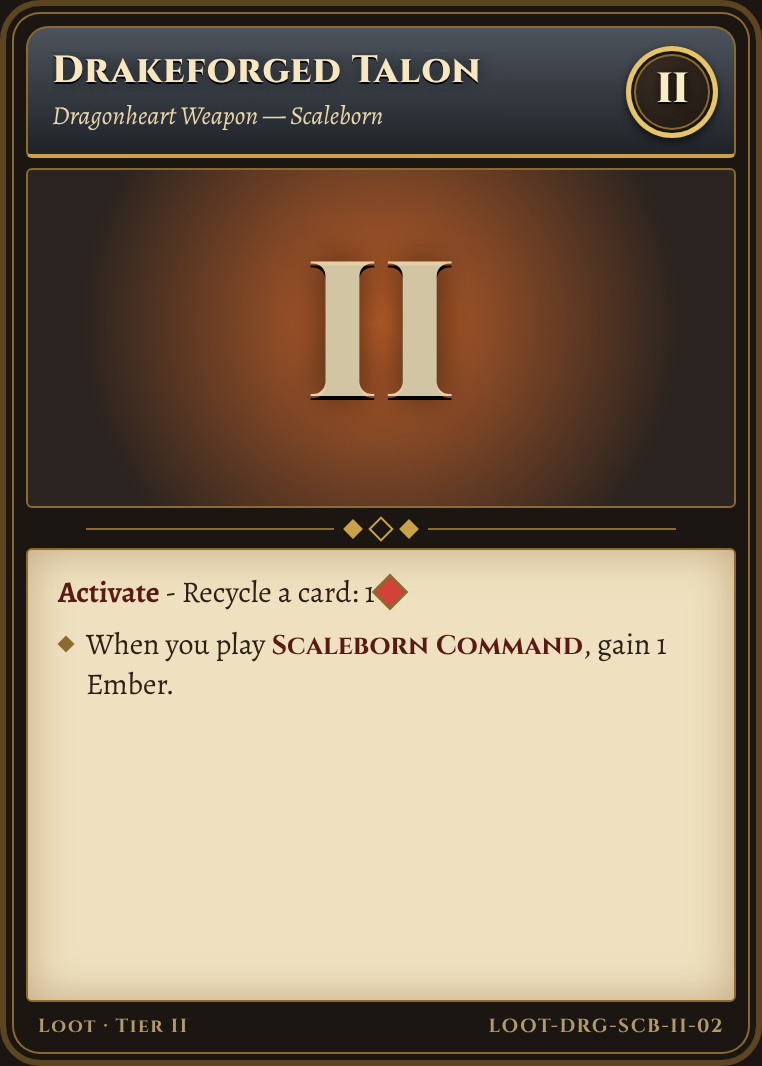 Drakeforged Talon
II
Dragonheart Weapon — Scaleborn
II
Activate - Recycle a card: 1
When you play Scaleborn Command, gain 1
Ember.
Loot · Tier II
LOOT-DRG-SCB-II-02